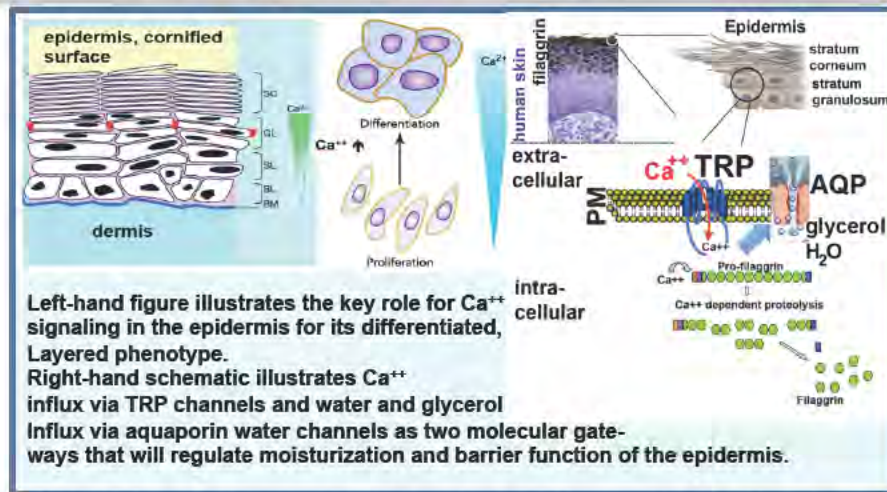 epidermis, cornified
surface
SC
Ca²⁺
GL
SL
BL
BM
dermis
Differentiation
Ca⁺⁺
Proliferation
Ca²⁺
human skin
filaggrin
Epidermis
stratum
corneum
stratum
granulosum
extra-
cellular
Ca⁺⁺
TRP
AQP
PM
Ca⁺⁺
glycerol
H₂O
Pro-filaggrin
Ca⁺⁺
intra-
cellular
Ca⁺⁺ dependent proteolysis
Filaggrin
Left-hand figure illustrates the key role for Ca⁺⁺
signaling in the epidermis for its differentiated,
Layered phenotype.
Right-hand schematic illustrates Ca⁺⁺
influx via TRP channels and water and glycerol
Influx via aquaporin water channels as two molecular gate-
ways that will regulate moisturization and barrier function of the epidermis.